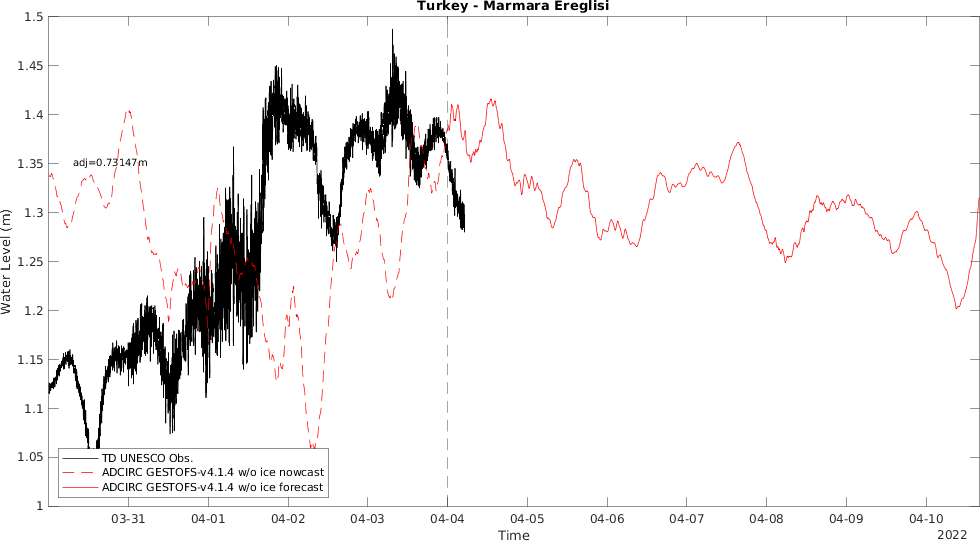 Turkey - Marmara Ereglisi
1.5
1.45
1.4
1.35
1.3
1.25
1.2
1.15
1.1
1.05
1
Water Level (m)
adj=0.73147m
TD UNESCO Obs.
ADCIRC GESTOFS-v4.1.4 w/o ice nowcast
ADCIRC GESTOFS-v4.1.4 w/o ice forecast
03-31 04-01 04-02 04-03 04-04 04-05 04-06 04-07 04-08 04-09 04-10
Time
2022